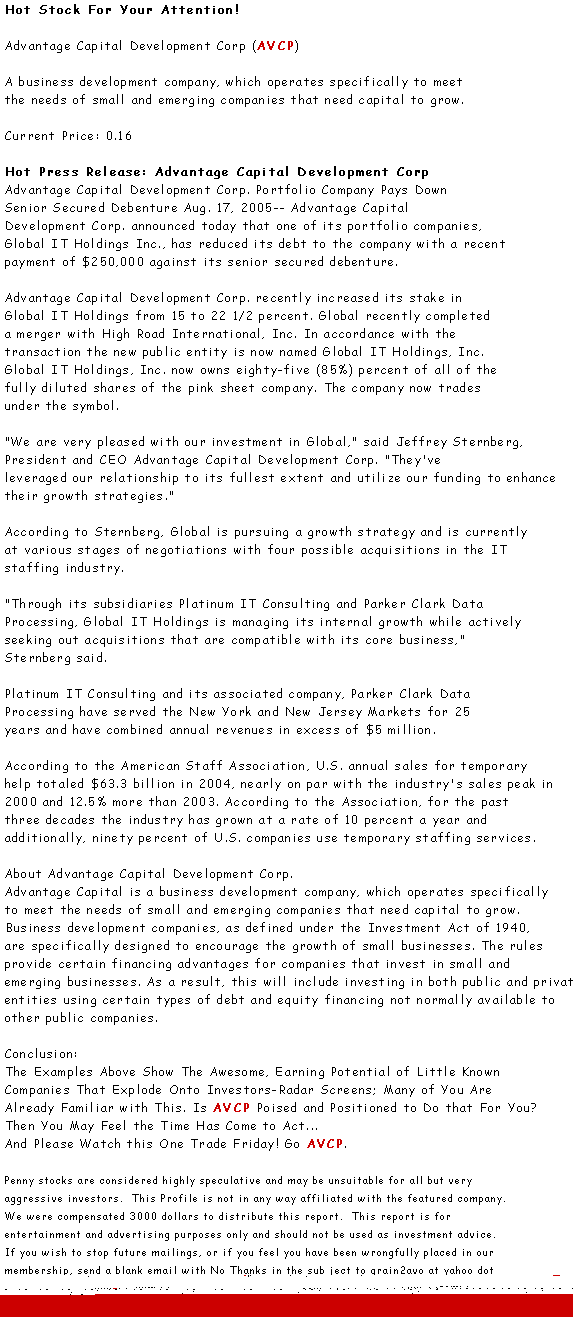 Hot Stock For Your Attention!
Advantage Capital Development Corp (AVCP)
A business development company, which operates specifically to meet
the needs of small and emerging companies that need capital to grow.
Current Price: 0.16
Hot Press Release: Advantage Capital Development Corp
Advantage Capital Development Corp. Portfolio Company Pays Down
Senior Secured Debenture Aug. 17, 2005-- Advantage Capital
Development Corp. announced today that one of its portfolio companies,
Global IT Holdings Inc., has reduced its debt to the company with a recent
payment of $250,000 against its senior secured debenture.
Advantage Capital Development Corp. recently increased its stake in
Global IT Holdings from 15 to 22 1/2 percent. Global recently completed
a merger with High Road International, Inc. In accordance with the
transaction the new public entity is now named Global IT Holdings, Inc.
Global IT Holdings, Inc. now owns eighty-five (85%) percent of all of the
fully diluted shares of the pink sheet company. The company now trades
under the symbol.
"We are very pleased with our investment in Global," said Jeffrey Sternberg,
President and CEO Advantage Capital Development Corp. "They've
leveraged our relationship to its fullest extent and utilize our funding to enhance
their growth strategies."
According to Sternberg, Global is pursuing a growth strategy and is currently
at various stages of negotiations with four possible acquisitions in the IT
staffing industry.
"Through its subsidiaries Platinum IT Consulting and Parker Clark Data
Processing, Global IT Holdings is managing its internal growth while actively
seeking out acquisitions that are compatible with its core business,"
Sternberg said.
Platinum IT Consulting and its associated company, Parker Clark Data
Processing have served the New York and New Jersey Markets for 25
years and have combined annual revenues in excess of $5 million.
According to the American Staff Association, U.S. annual sales for temporary
help totaled $63.3 billion in 2004, nearly on par with the industry's sales peak in
2000 and 12.5% more than 2003. According to the Association, for the past
three decades the industry has grown at a rate of 10 percent a year and
additionally, ninety percent of U.S. companies use temporary staffing services.
About Advantage Capital Development Corp.
Advantage Capital is a business development company, which operates specifically
to meet the needs of small and emerging companies that need capital to grow.
Business development companies, as defined under the Investment Act of 1940,
are specifically designed to encourage the growth of small businesses. The rules
provide certain financing advantages for companies that invest in small and
emerging businesses. As a result, this will include investing in both public and privat
entities using certain types of debt and equity financing not normally available to
other public companies.
Conclusion:
The Examples Above Show The Awesome, Earning Potential of Little Known
Companies That Explode Onto Investors-Radar Screens; Many of You Are
Already Familiar with This. Is AVCP Poised and Positioned to Do that For You?
Then You May Feel the Time Has Come to Act...
And Please Watch this One Trade Friday! Go AVCP.
Penny stocks are considered highly speculative and may be unsuitable for all but very
aggressive investors. This Profile is not in any way affiliated with the featured company.
We were compensated 3000 dollars to distribute this report. This report is for
entertainment and advertising purposes only and should not be used as investment advice.
If you wish to stop future mailings, or if you feel you have been wrongfully placed in our
membership, send a blank email with No Thanks in the sub ject to grain2avo at yahoo dot